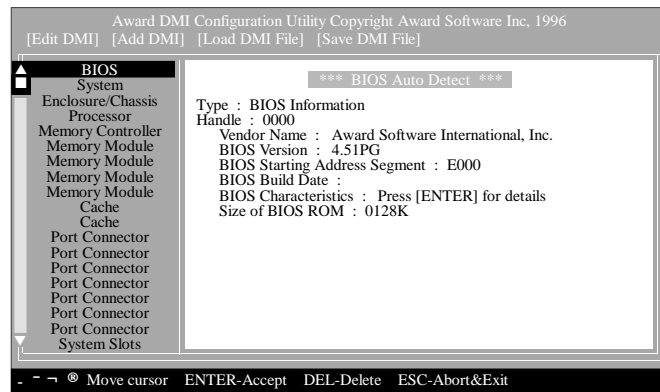 Award DMI Configuration Utility Copyright Award Software Inc, 1996
[Edit DMI] [Add DMI] [Load DMI File] [Save DMI File]
BIOS
System
Enclosure/Chassis
Processor
Memory Controller
Memory Module
Memory Module
Memory Module
Memory Module
Cache
Cache
Port Connector
Port Connector
Port Connector
Port Connector
Port Connector
Port Connector
Port Connector
System Slots
*** BIOS Auto Detect ***
Type : BIOS Information
Handle : 0000
Vendor Name : Award Software International, Inc.
BIOS Version : 4.51PG
BIOS Starting Address Segment : E000
BIOS Build Date :
BIOS Characteristics : Press [ENTER] for details
Size of BIOS ROM : 0128K
- ¯ ¬ ® Move cursor ENTER-Accept DEL-Delete ESC-Abort&Exit